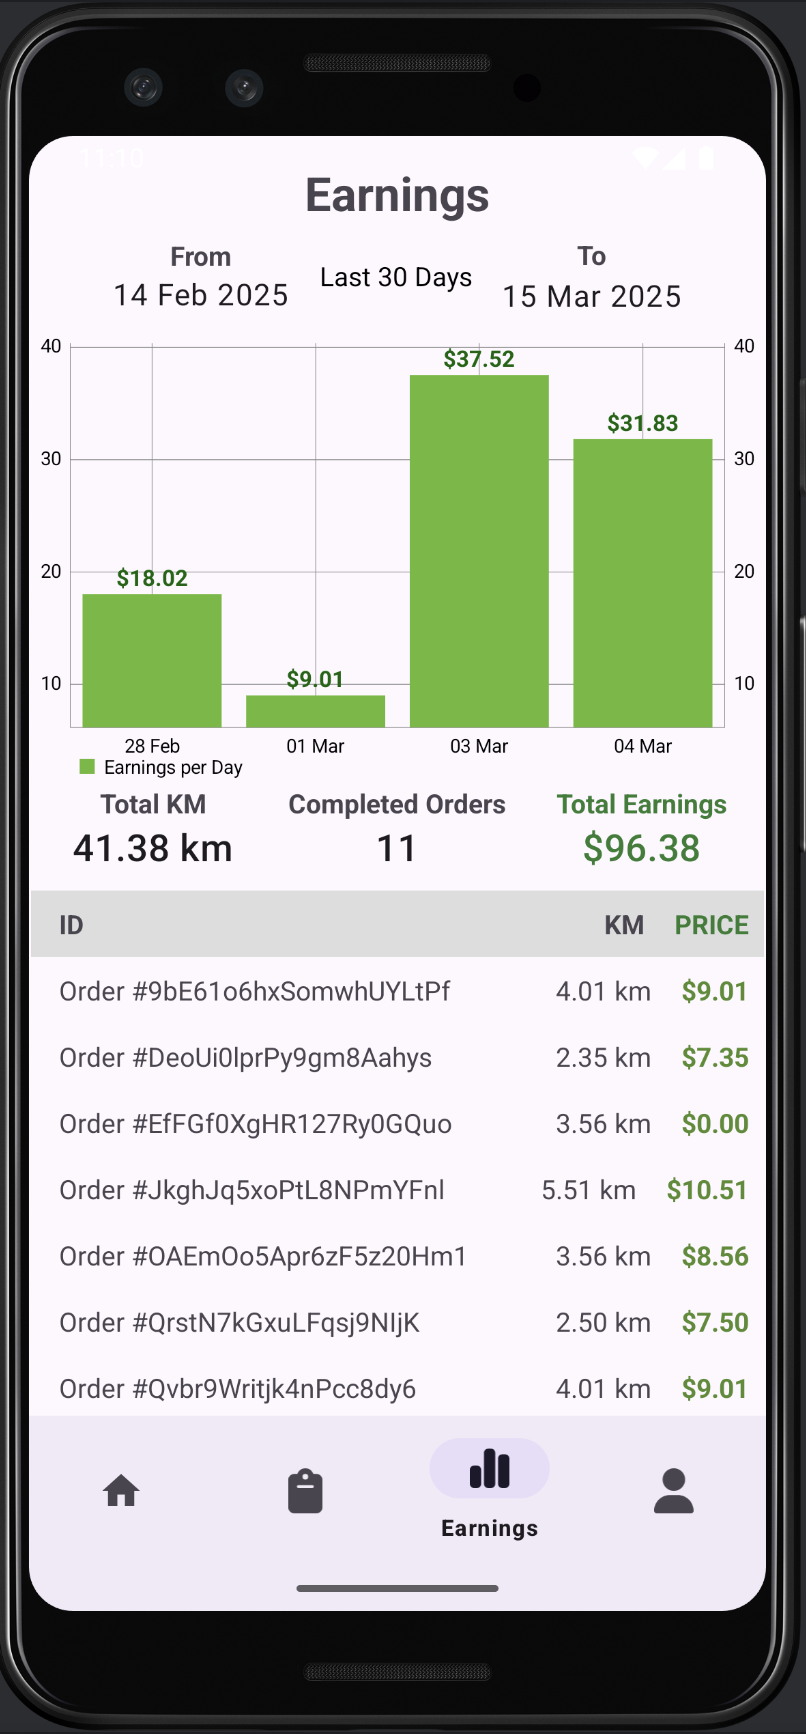 11:10
Earnings
From
14 Feb 2025
Last 30 Days
To
15 Mar 2025
40 40
$37.52
$31.83
30 30
20 20
$18.02
10 10
$9.01
28 Feb 01 Mar 03 Mar 04 Mar
Earnings per Day
Total KM Completed Orders Total Earnings
41.38 km 11 $96.38
ID KM PRICE
Order #9bE61o6hxSomwhUYLtPf 4.01 km $9.01
Order #DeoUi0lprPy9gm8Aahys 2.35 km $7.35
Order #EfFGf0XgHR127Ry0GQuo 3.56 km $0.00
Order #JkghJq5xoPtL8NPmYFnl 5.51 km $10.51
Order #OAEmOo5Apr6zF5z20Hm1 3.56 km $8.56
Order #QrstN7kGxuLFqsj9NIjK 2.50 km $7.50
Order #Qvbr9Writjk4nPcc8dy6 4.01 km $9.01
Earnings